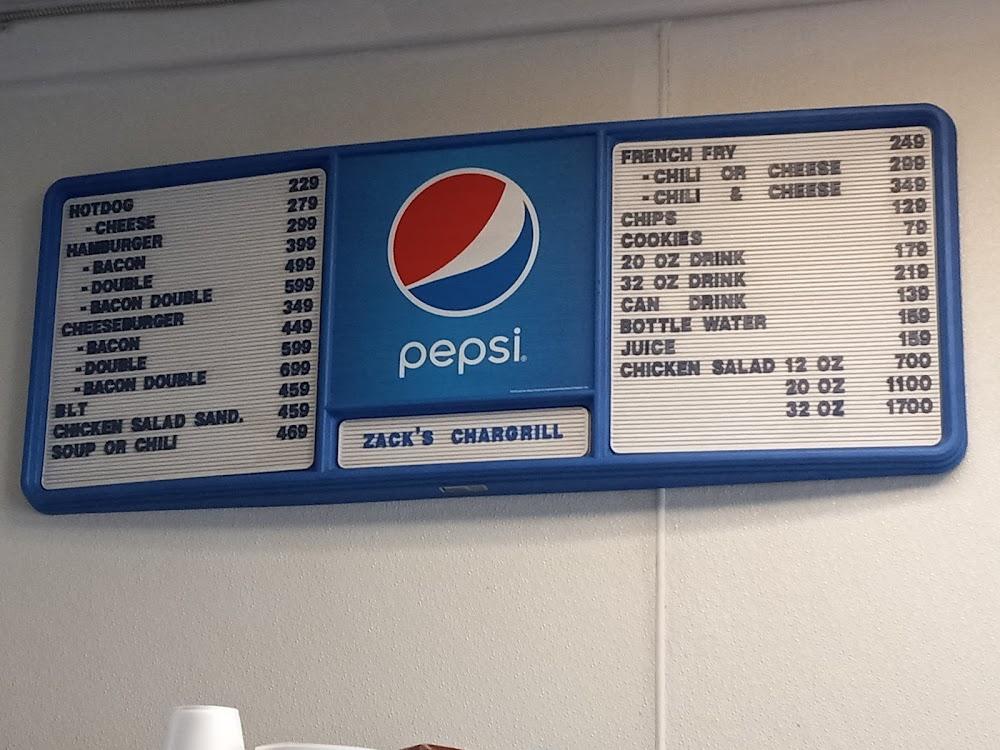 HOTDOG 229
-CHEESE 279
HAMBURGER 299
-BACON 399
-DOUBLE 499
-BACON DOUBLE 599
CHEESEBURGER 349
-BACON 449
-DOUBLE 599
-BACON DOUBLE 699
BLT 459
CHICKEN SALAD SAND. 459
SOUP OR CHILI 469
pepsi®
ZACK'S CHARGRILL
FRENCH FRY 249
-CHILI OR CHEESE 299
-CHILI & CHEESE 349
CHIPS 129
COOKIES 79
20 OZ DRINK 179
32 OZ DRINK 219
CAN DRINK 139
BOTTLE WATER 159
JUICE 159
CHICKEN SALAD 12 OZ 700
20 OZ 1100
32 OZ 1700